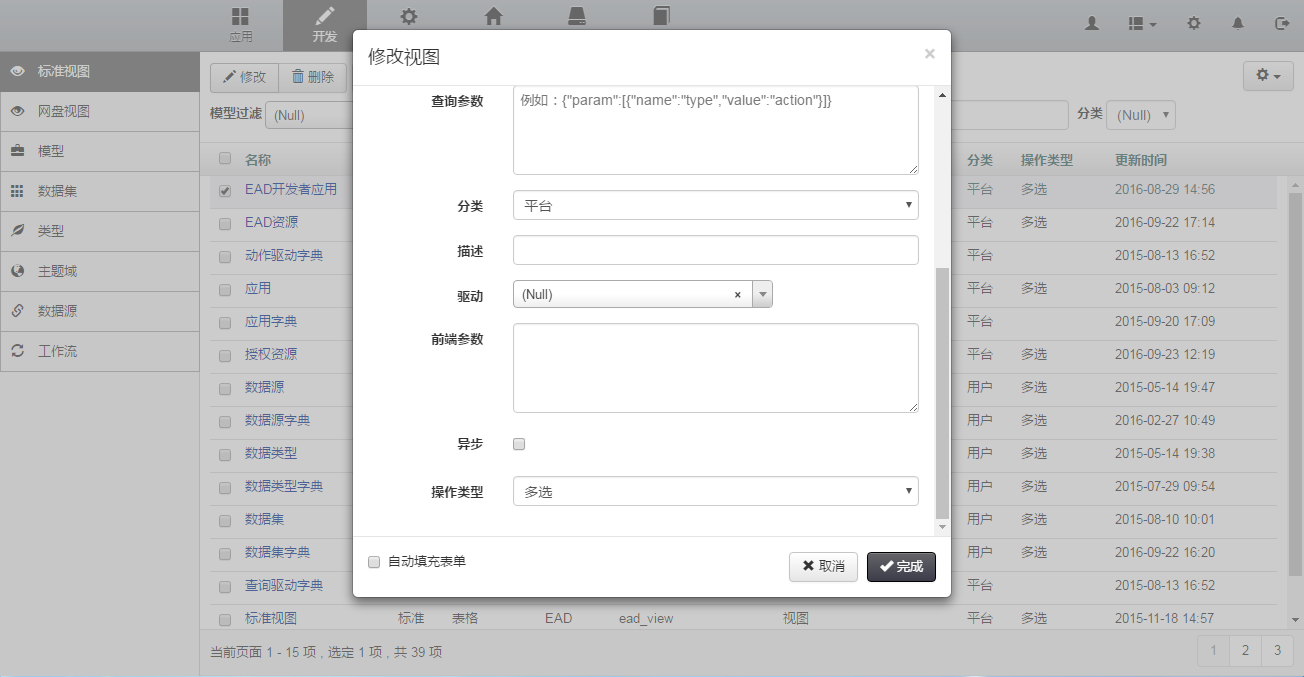 应用
开发
标准视图
网盘视图
模型
数据集
类型
主题域
数据源
工作流
修改 删除
模型过滤 (Null)
分类 (Null)
名称 分类 操作类型 更新时间
EAD开发者应用 平台 多选 2016-08-29 14:56
EAD资源 平台 多选 2016-09-22 17:14
动作驱动字典 平台 2015-08-13 16:52
应用 平台 多选 2015-08-03 09:12
应用字典 平台 2015-09-20 17:09
授权资源 平台 多选 2016-09-23 12:19
数据源 用户 多选 2015-05-14 19:47
数据源字典 用户 多选 2016-02-27 10:49
数据类型 用户 多选 2015-05-14 19:38
数据类型字典 用户 多选 2015-07-29 09:54
数据集 用户 多选 2015-08-10 10:01
数据集字典 用户 多选 2016-09-22 16:20
查询驱动字典 平台 2015-08-13 16:52
标准视图 标准 表格 EAD ead_view 视图 平台 多选 2015-11-18 14:57
当前页面 1 - 15 项 , 选定 1 项 , 共 39 项
1 2 3
修改视图 ×
查询参数 例如：{"param":[{"name":"type","value":"action"}]}
分类 平台
描述
驱动 (Null) ×
前端参数
异步
操作类型 多选
自动填充表单
取消 完成